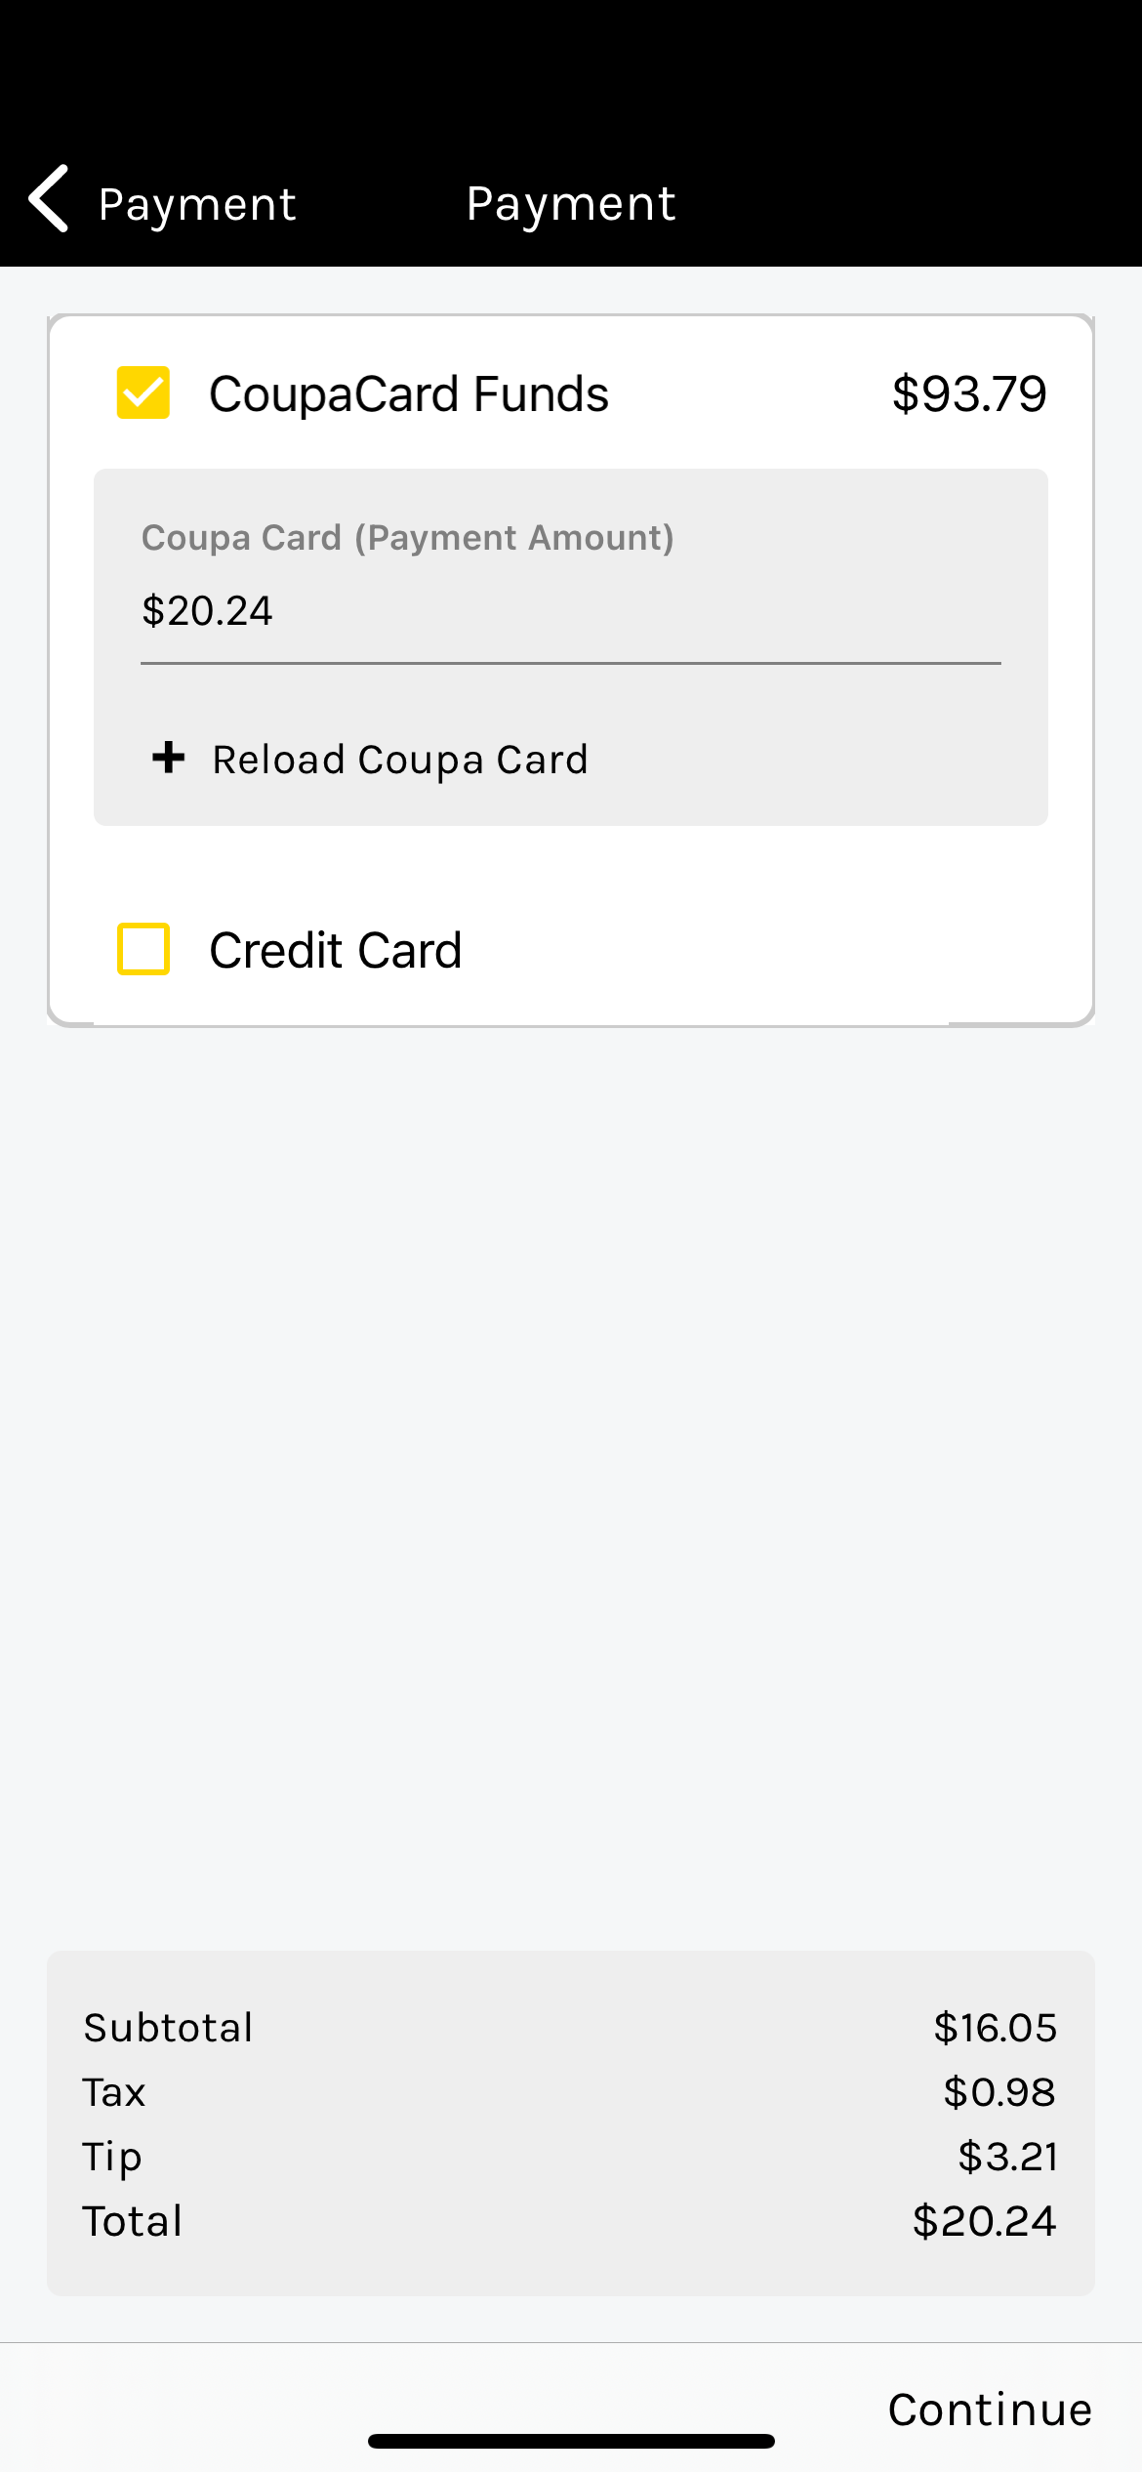 Payment Payment
CoupaCard Funds $93.79
Coupa Card (Payment Amount)
$20.24
+ Reload Coupa Card
Credit Card
Subtotal $16.05
Tax $0.98
Tip $3.21
Total $20.24
Continue